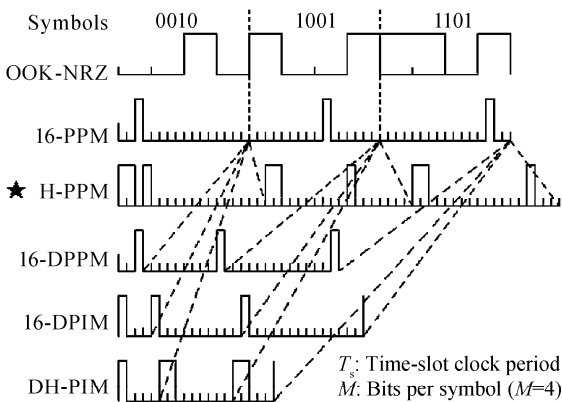 Symbols 0010 1001 1101
OOK-NRZ
16-PPM
★ H-PPM
16-DPPM
16-DPIM
DH-PIM
Ts: Time-slot clock period
M: Bits per symbol (M=4)